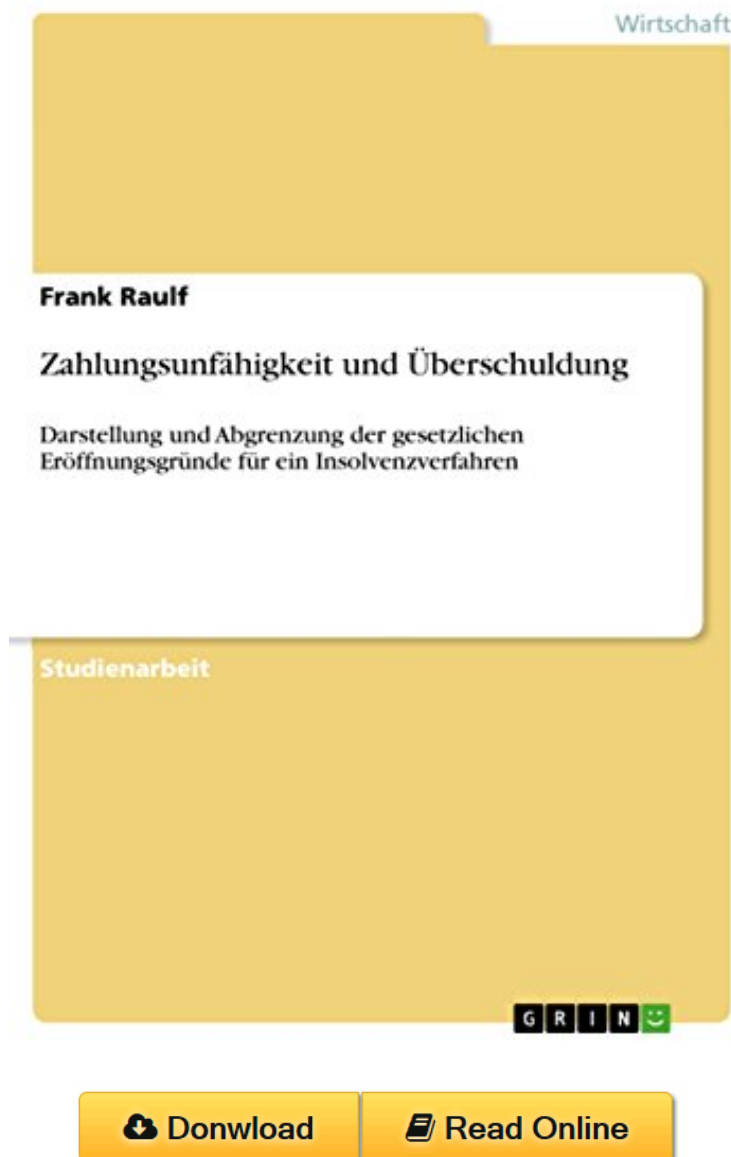 Wirtschaft
Frank Raulf
Zahlungsunfähigkeit und Überschuldung
Darstellung und Abgrenzung der gesetzlichen
Eröffnungsgründe für ein Insolvenzverfahren
Studienarbeit
GRIN
Donwload
Read Online